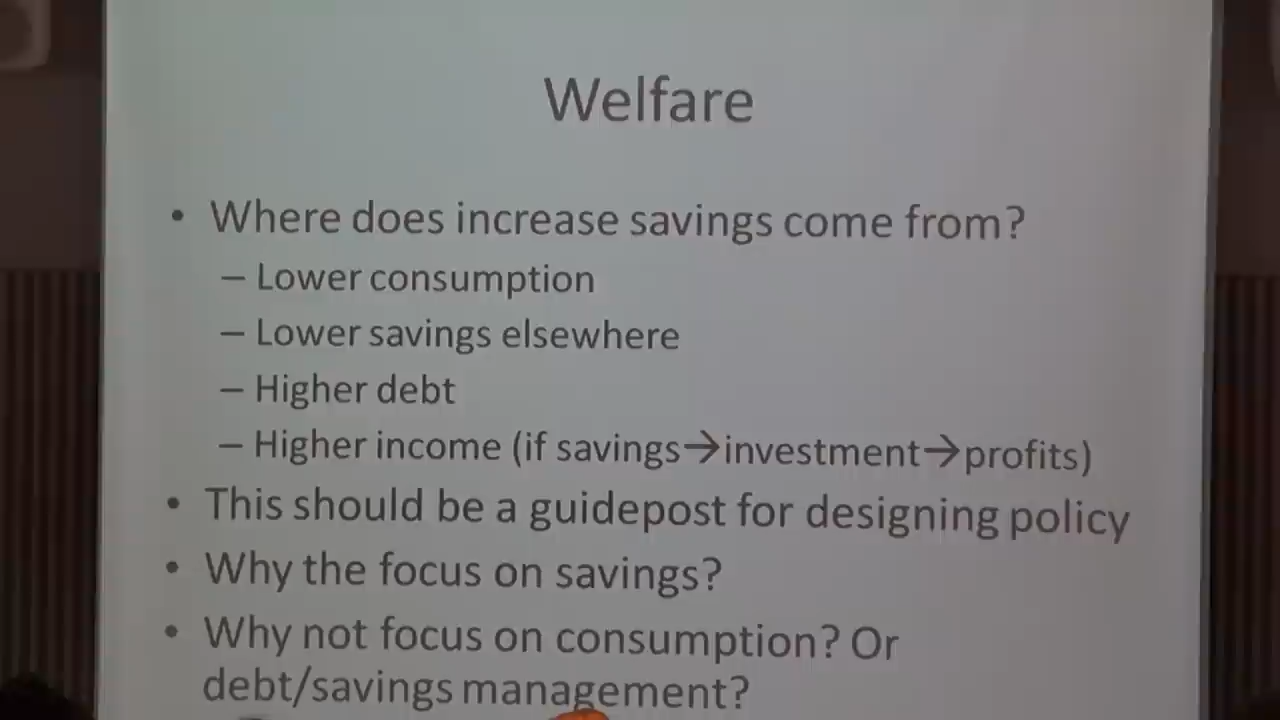 Welfare
• Where does increase savings come from?
– Lower consumption
– Lower savings elsewhere
– Higher debt
– Higher income (if savings→investment→profits)
• This should be a guidepost for designing policy
• Why the focus on savings?
• Why not focus on consumption? Or
debt/savings management?